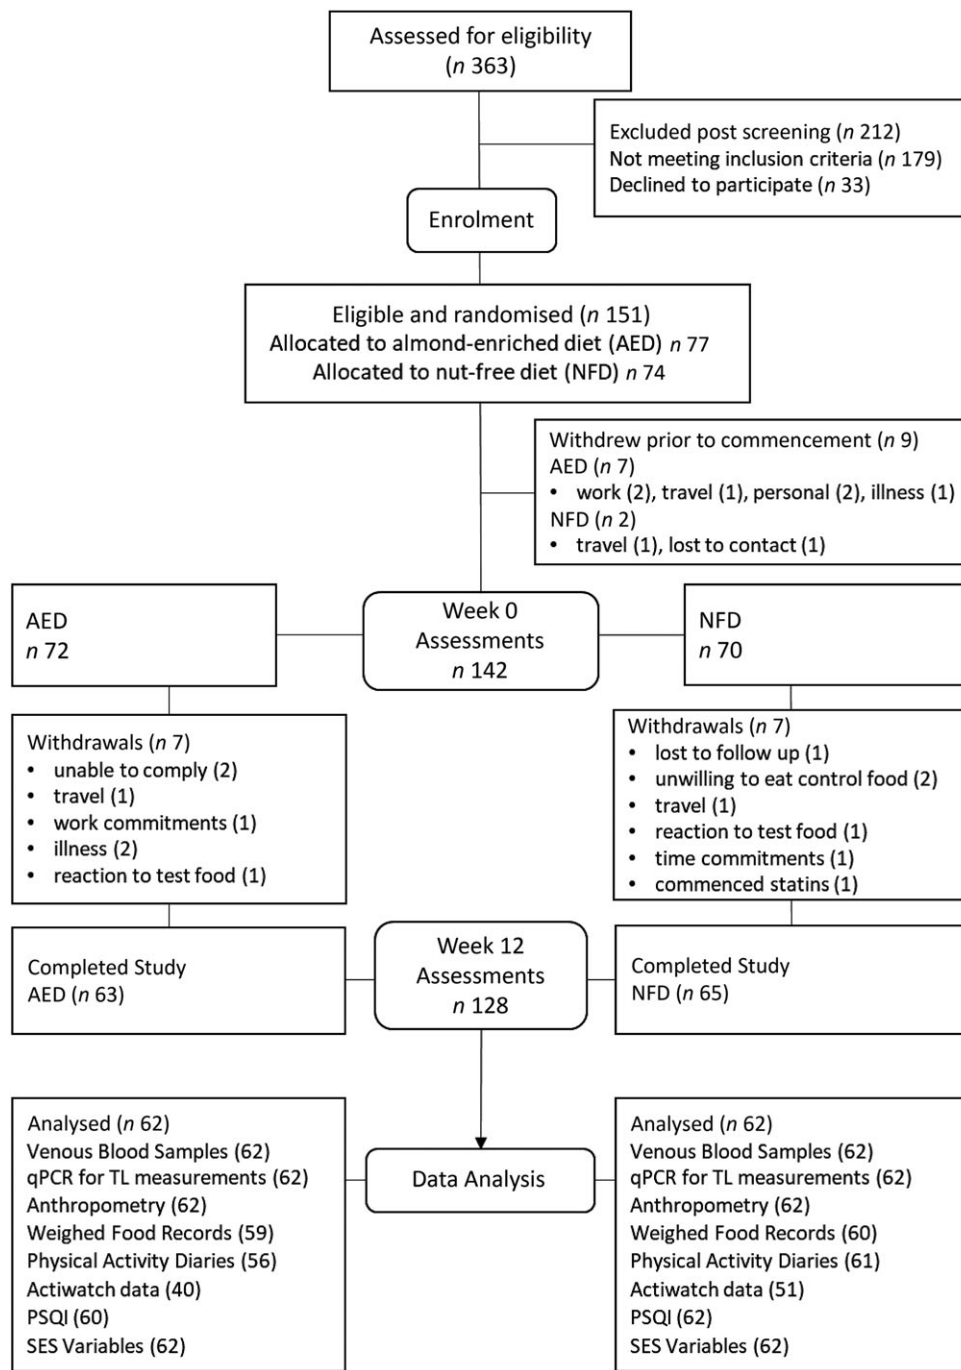 Assessed for eligibility
(n 363)
Excluded post screening (n 212)
Not meeting inclusion criteria (n 179)
Declined to participate (n 33)
Enrolment
Eligible and randomised (n 151)
Allocated to almond-enriched diet (AED) n 77
Allocated to nut-free diet (NFD) n 74
Withdrew prior to commencement (n 9)
AED (n 7)
• work (2), travel (1), personal (2), illness (1)
NFD (n 2)
• travel (1), lost to contact (1)
AED
n 72
Week 0
Assessments
n 142
NFD
n 70
Withdrawals (n 7)
• unable to comply (2)
• travel (1)
• work commitments (1)
• illness (2)
• reaction to test food (1)
Withdrawals (n 7)
• lost to follow up (1)
• unwilling to eat control food (2)
• travel (1)
• reaction to test food (1)
• time commitments (1)
• commenced statins (1)
Completed Study
AED (n 63)
Week 12
Assessments
n 128
Completed Study
NFD (n 65)
Analysed (n 62)
Venous Blood Samples (62)
qPCR for TL measurements (62)
Anthropometry (62)
Weighed Food Records (59)
Physical Activity Diaries (56)
Actiwatch data (40)
PSQI (60)
SES Variables (62)
Data Analysis
Analysed (n 62)
Venous Blood Samples (62)
qPCR for TL measurements (62)
Anthropometry (62)
Weighed Food Records (60)
Physical Activity Diaries (61)
Actiwatch data (51)
PSQI (62)
SES Variables (62)